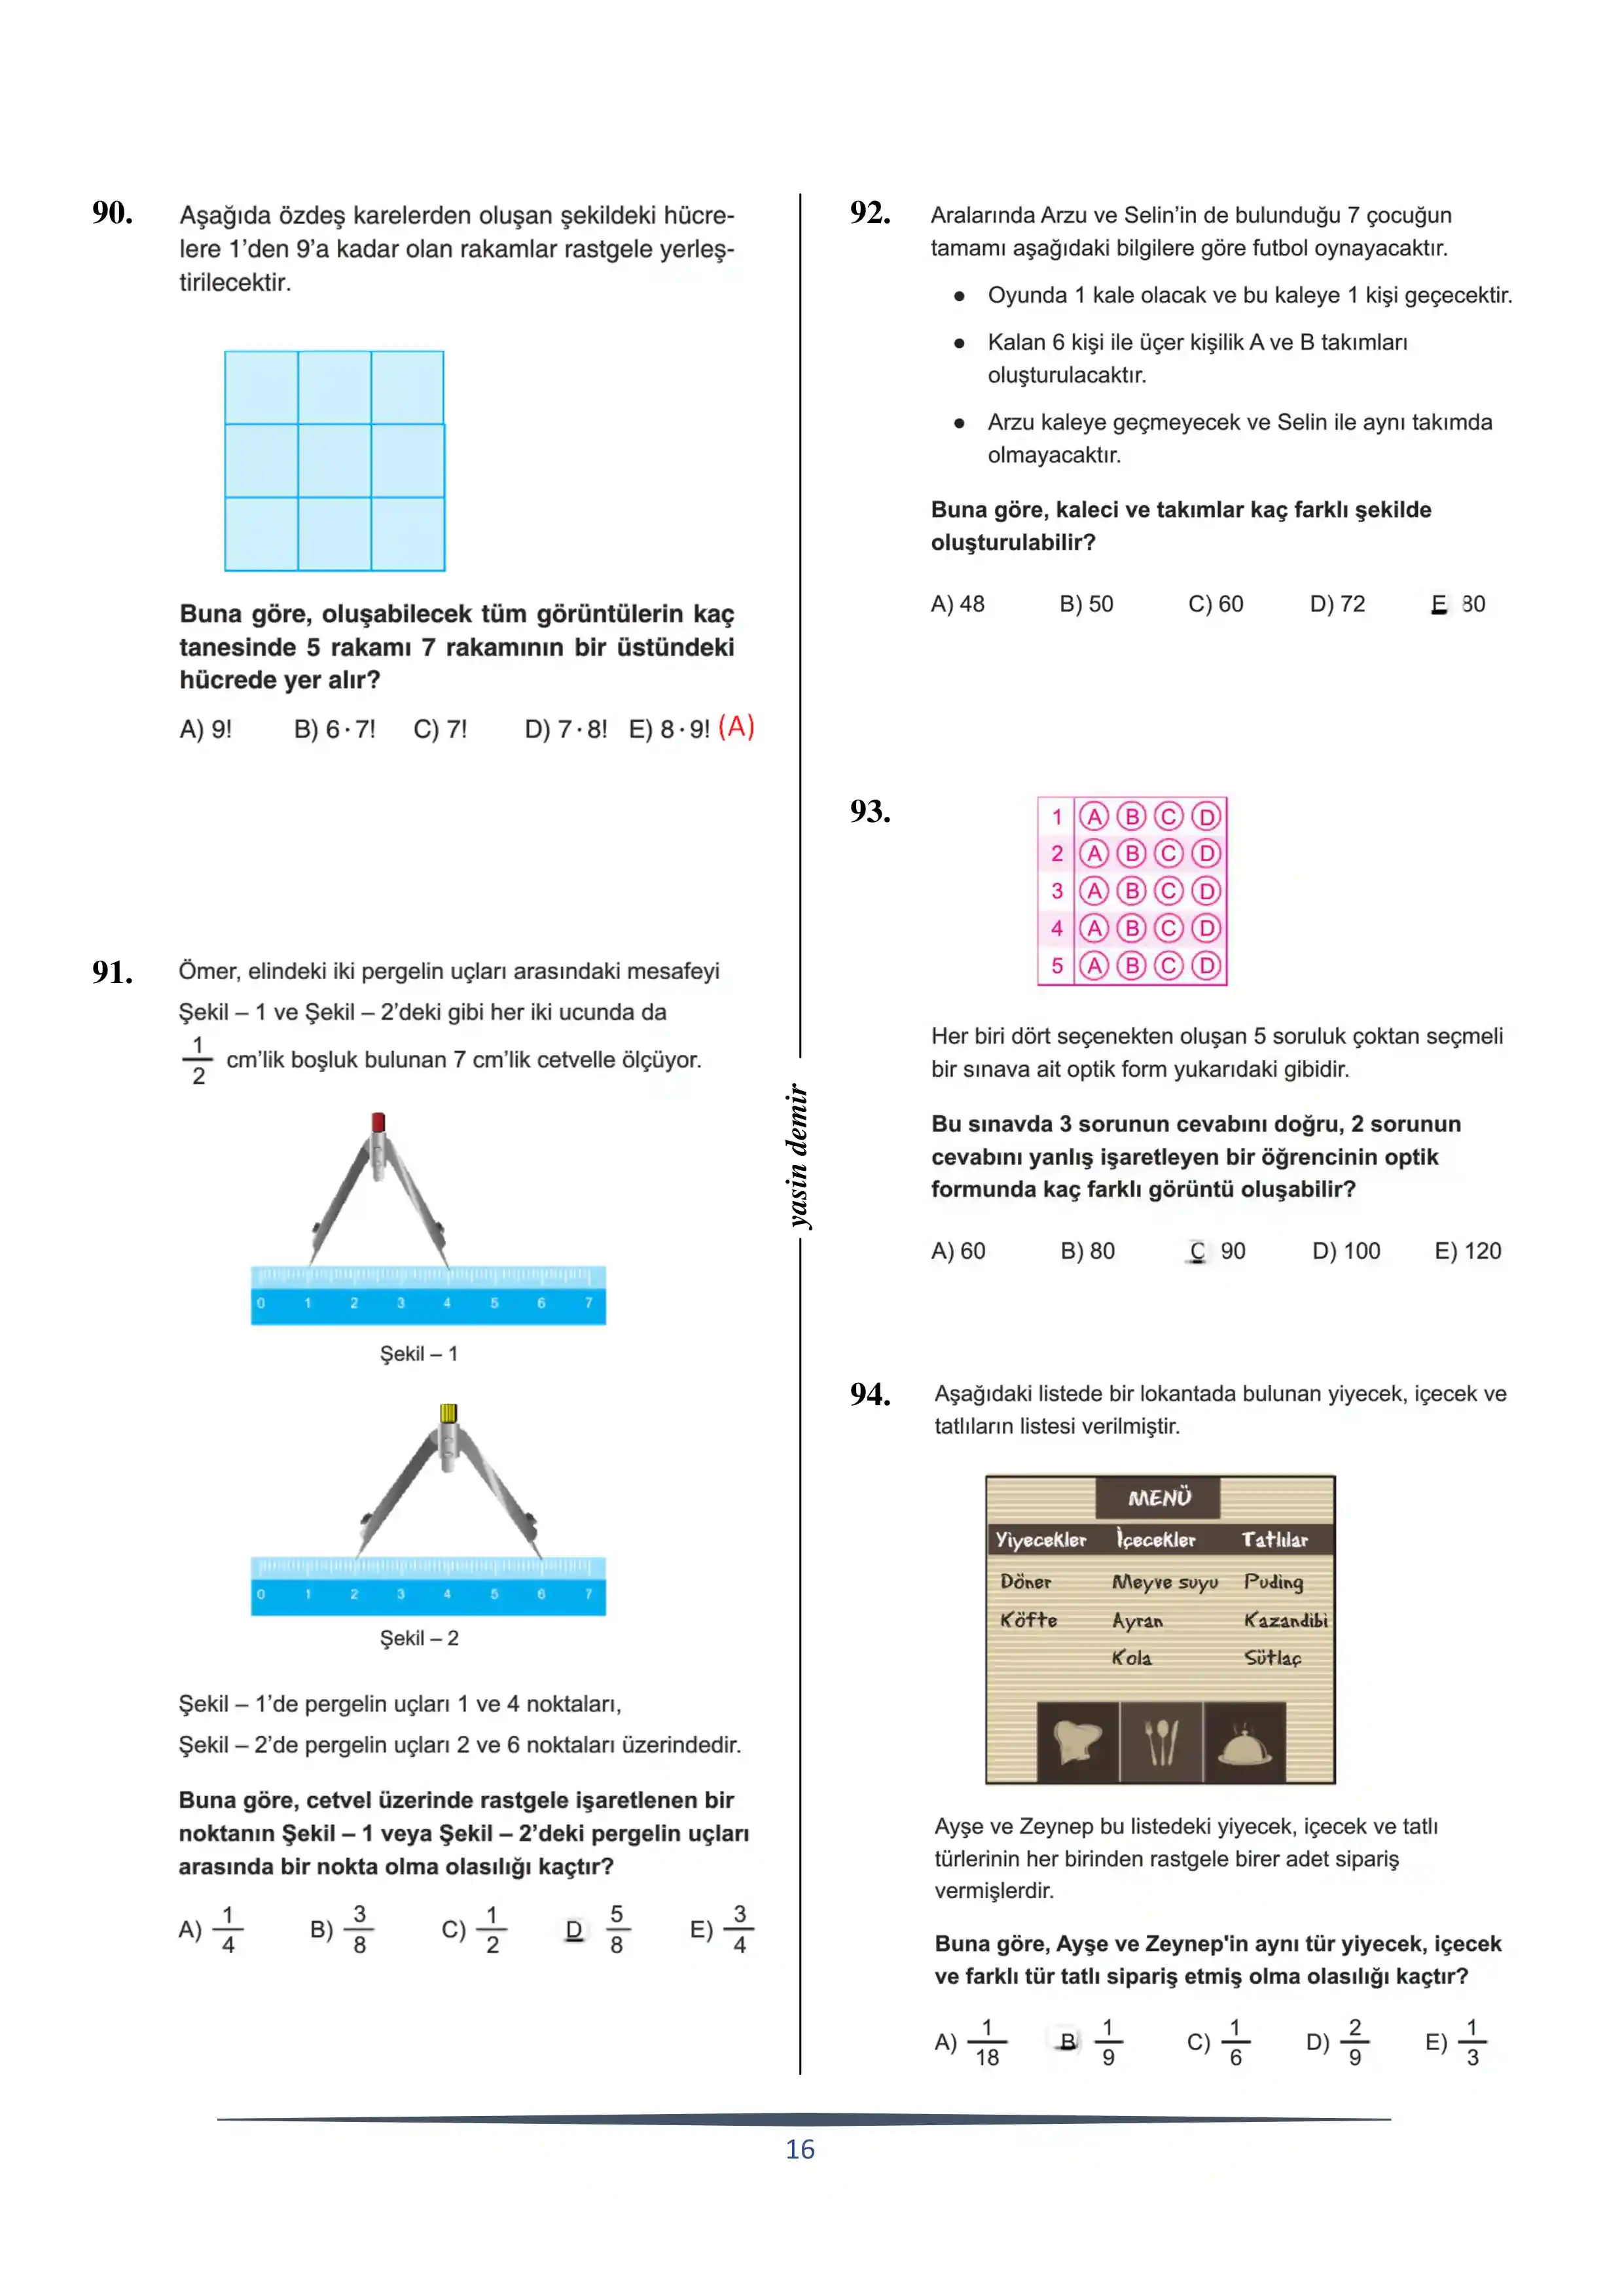 90.
Aşağıda özdeş karelerden oluşan şekildeki hücre-
lere 1'den 9'a kadar olan rakamlar rastgele yerleş-
tirilecektir.
Buna göre, oluşabilecek tüm görüntülerin kaç
tanesinde 5 rakamı 7 rakamının bir üstündeki
hücrede yer alır?
A) 9! B) 6·7! C) 7! D) 7·8! E) 8·9! (A)
91.
Ömer, elindeki iki pergelin uçları arasındaki mesafeyi
Şekil – 1 ve Şekil – 2'deki gibi her iki ucunda da
1/2 cm'lik boşluk bulunan 7 cm'lik cetvelle ölçüyor.
0 1 2 3 4 5 6 7
Şekil – 1
0 1 2 3 4 5 6 7
Şekil – 2
Şekil – 1'de pergelin uçları 1 ve 4 noktaları,
Şekil – 2'de pergelin uçları 2 ve 6 noktaları üzerindedir.
Buna göre, cetvel üzerinde rastgele işaretlenen bir
noktanın Şekil – 1 veya Şekil – 2'deki pergelin uçları
arasında bir nokta olma olasılığı kaçtır?
A) 1/4 B) 3/8 C) 1/2 D 5/8 E) 3/4
yasin demir
92.
Aralarında Arzu ve Selin'in de bulunduğu 7 çocuğun
tamamı aşağıdaki bilgilere göre futbol oynayacaktır.
● Oyunda 1 kale olacak ve bu kaleye 1 kişi geçecektir.
● Kalan 6 kişi ile üçer kişilik A ve B takımları
oluşturulacaktır.
● Arzu kaleye geçmeyecek ve Selin ile aynı takımda
olmayacaktır.
Buna göre, kaleci ve takımlar kaç farklı şekilde
oluşturulabilir?
A) 48 B) 50 C) 60 D) 72 E 80
93.
1 A B C D
2 A B C D
3 A B C D
4 A B C D
5 A B C D
Her biri dört seçenekten oluşan 5 soruluk çoktan seçmeli
bir sınava ait optik form yukarıdaki gibidir.
Bu sınavda 3 sorunun cevabını doğru, 2 sorunun
cevabını yanlış işaretleyen bir öğrencinin optik
formunda kaç farklı görüntü oluşabilir?
A) 60 B) 80 C 90 D) 100 E) 120
94.
Aşağıdaki listede bir lokantada bulunan yiyecek, içecek ve
tatlıların listesi verilmiştir.
MENÜ
Yiyecekler İçecekler Tatlılar
Döner Meyve suyu Puding
Köfte Ayran Kazandibi
Kola Sütlaç
Ayşe ve Zeynep bu listedeki yiyecek, içecek ve tatlı
türlerinin her birinden rastgele birer adet sipariş
vermişlerdir.
Buna göre, Ayşe ve Zeynep'in aynı tür yiyecek, içecek
ve farklı tür tatlı sipariş etmiş olma olasılığı kaçtır?
A) 1/18 B 1/9 C) 1/6 D) 2/9 E) 1/3
16